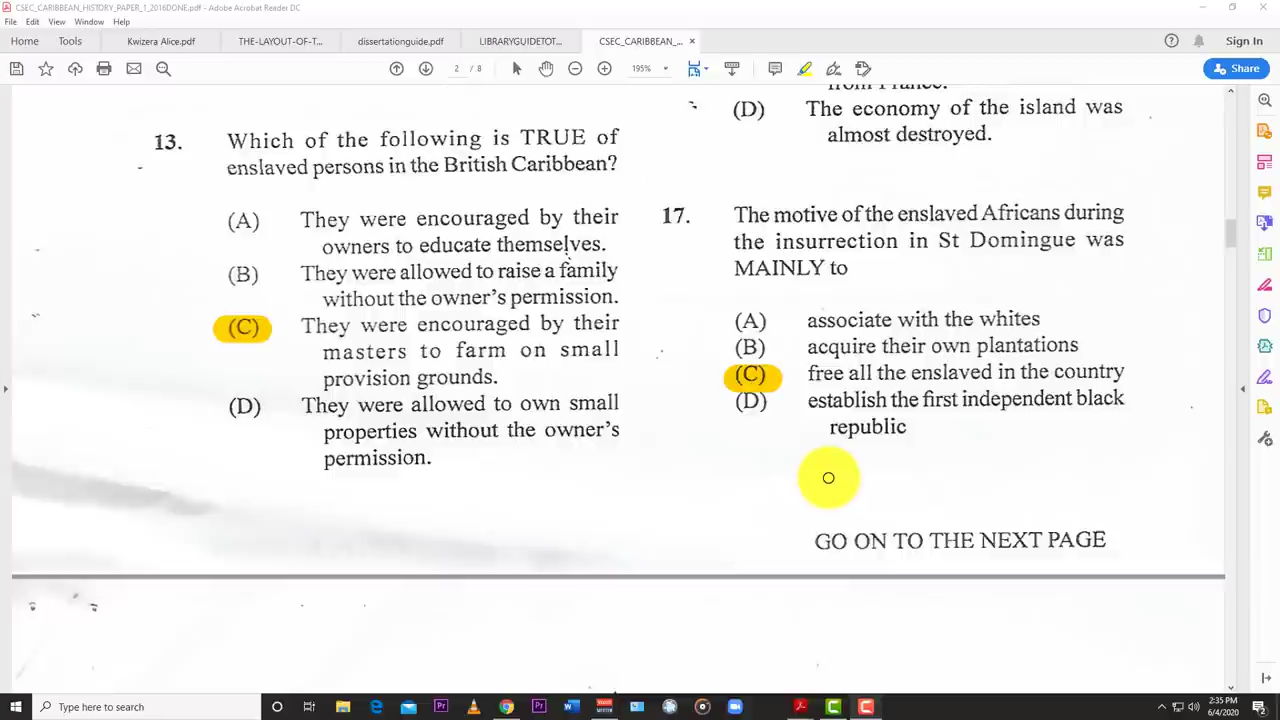 CSEC_CARIBBEAN_HISTORY_PAPER_1_2016DONE.pdf - Adobe Acrobat Reader DC
File Edit View Window Help
Home Tools Kwizera Alice.pdf THE-LAYOUT-OF-T... dissertationguide.pdf LIBRARYGUIDETOT... CSEC_CARIBBEAN_... Sign In
2 / 8 195% Share
13. Which of the following is TRUE of
enslaved persons in the British Caribbean?
(A) They were encouraged by their
owners to educate themselves.
(B) They were allowed to raise a family
without the owner's permission.
(C) They were encouraged by their
masters to farm on small
provision grounds.
(D) They were allowed to own small
properties without the owner's
permission.
from France.
(D) The economy of the island was
almost destroyed.
17. The motive of the enslaved Africans during
the insurrection in St Domingue was
MAINLY to
(A) associate with the whites
(B) acquire their own plantations
(C) free all the enslaved in the country
(D) establish the first independent black
republic
GO ON TO THE NEXT PAGE
Type here to search
2:35 PM
6/4/2020